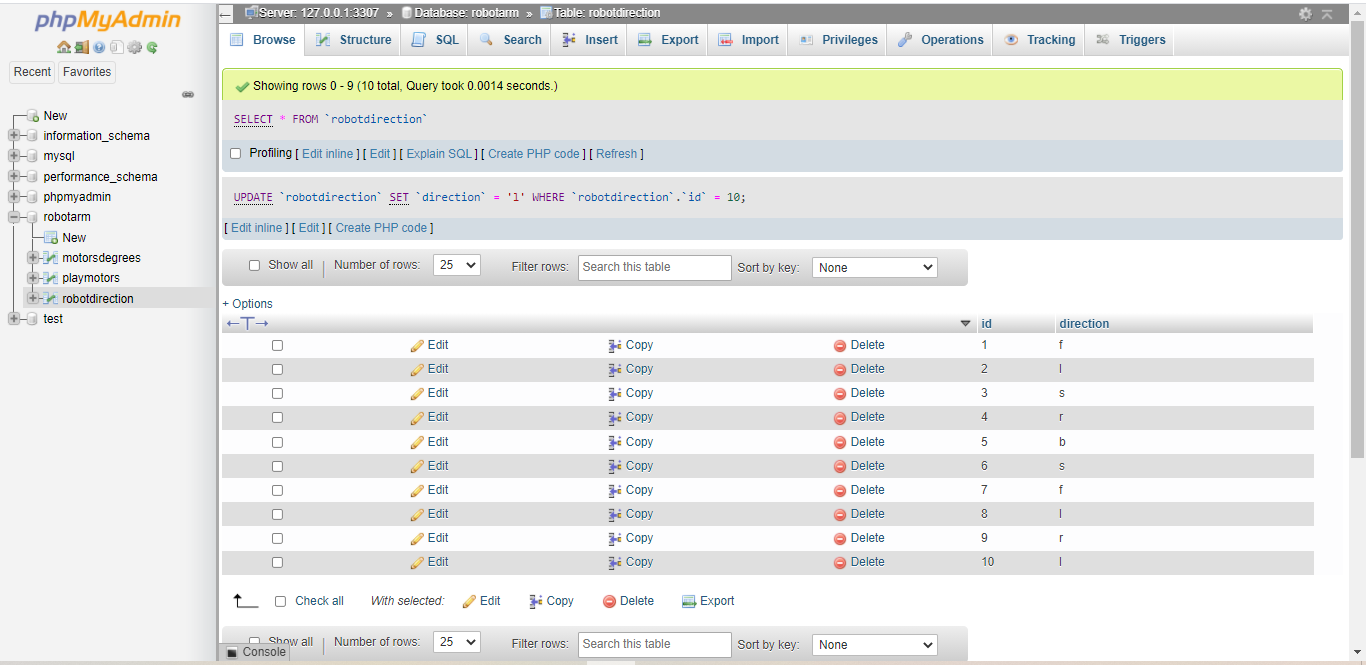 phpMyAdmin
Recent Favorites
New
information_schema
mysql
performance_schema
phpmyadmin
robotarm
New
motorsdegrees
playmotors
robotdirection
test
Server: 127.0.0.1:3307 » Database: robotarm » Table: robotdirection
Browse Structure SQL Search Insert Export Import Privileges Operations Tracking Triggers
Showing rows 0 - 9 (10 total, Query took 0.0014 seconds.)
SELECT * FROM `robotdirection`
Profiling [ Edit inline ] [ Edit ] [ Explain SQL ] [ Create PHP code ] [ Refresh ]
UPDATE `robotdirection` SET `direction` = 'l' WHERE `robotdirection`.`id` = 10;
[ Edit inline ] [ Edit ] [ Create PHP code ]
Show all | Number of rows: 25 Filter rows: Search this table Sort by key: None
+ Options
←T→ id direction
Edit Copy Delete 1 f
Edit Copy Delete 2 l
Edit Copy Delete 3 s
Edit Copy Delete 4 r
Edit Copy Delete 5 b
Edit Copy Delete 6 s
Edit Copy Delete 7 f
Edit Copy Delete 8 l
Edit Copy Delete 9 r
Edit Copy Delete 10 l
Check all With selected: Edit Copy Delete Export
Show all | Number of rows: 25 Filter rows: Search this table Sort by key: None
Console